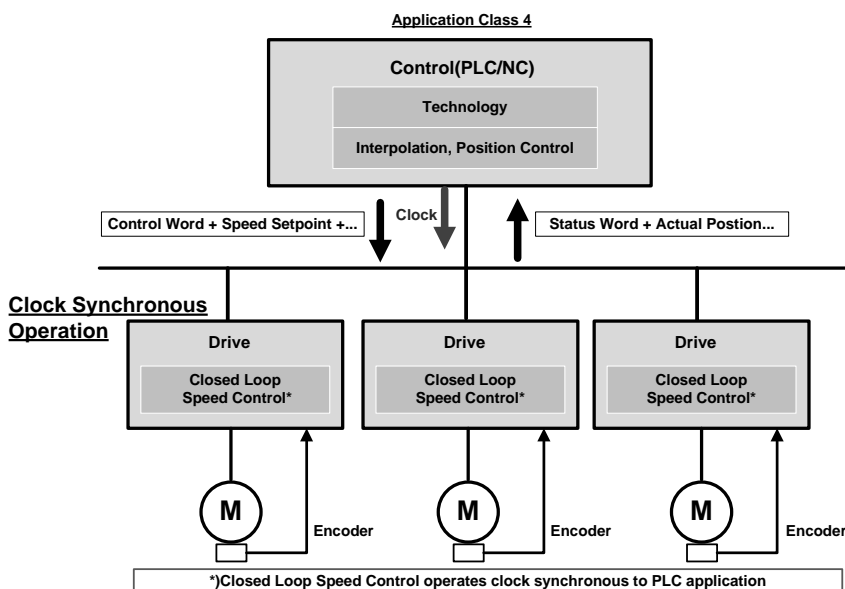 Application Class 4
Control(PLC/NC)
Technology
Interpolation, Position Control
Control Word + Speed Setpoint +...
Clock
Status Word + Actual Postion...
Clock Synchronous
Operation
Drive
Closed Loop
Speed Control*
Drive
Closed Loop
Speed Control*
Drive
Closed Loop
Speed Control*
M
Encoder
M
Encoder
M
Encoder
*)Closed Loop Speed Control operates clock synchronous to PLC application